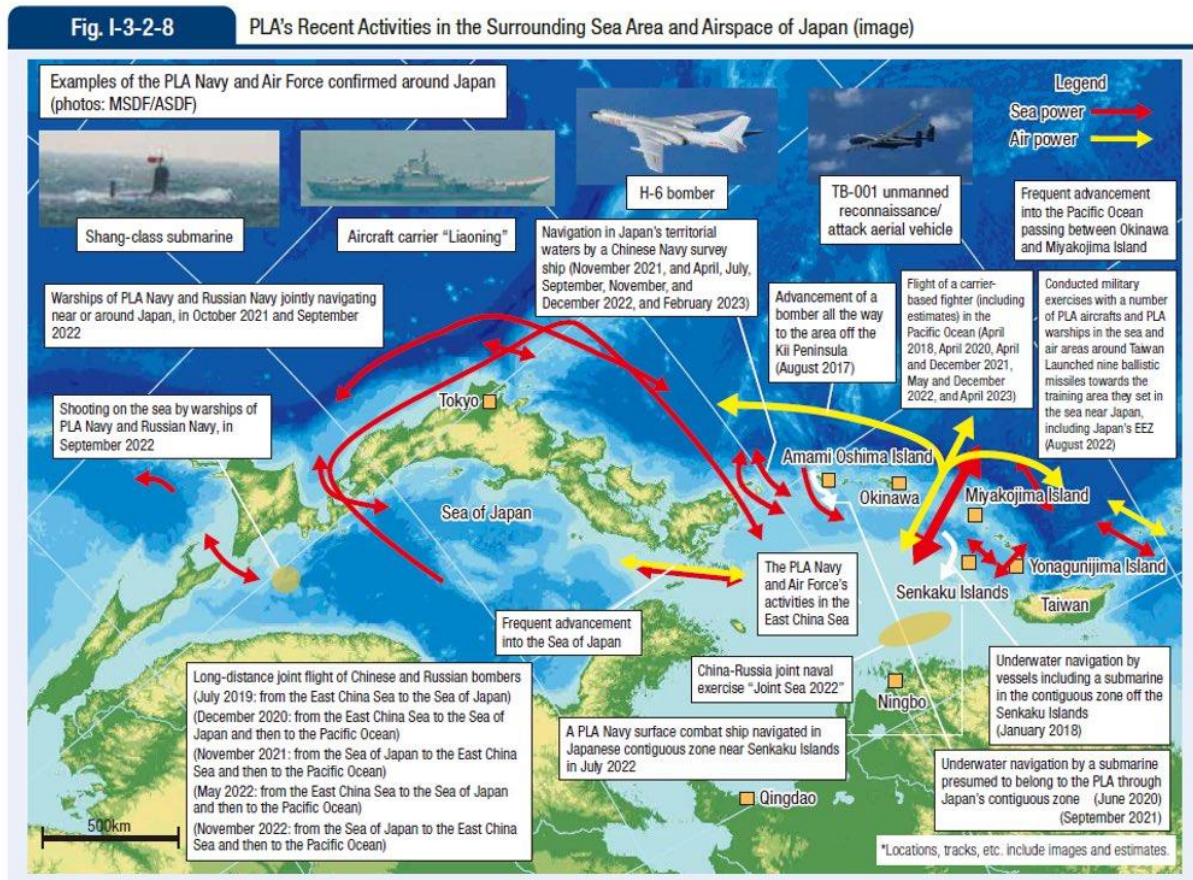 Fig. I-3-2-8
PLA's Recent Activities in the Surrounding Sea Area and Airspace of Japan (image)
Examples of the PLA Navy and Air Force confirmed around Japan
(photos: MSDF/ASDF)
Legend
Sea power
Air power
Shang-class submarine
Aircraft carrier "Liaoning"
H-6 bomber
TB-001 unmanned
reconnaissance/
attack aerial vehicle
Frequent advancement
into the Pacific Ocean
passing between Okinawa
and Miyakojima Island
Warships of PLA Navy and Russian Navy jointly navigating
near or around Japan, in October 2021 and September
2022
Navigation in Japan's territorial
waters by a Chinese Navy survey
ship (November 2021, and April, July,
September, November, and
December 2022, and February 2023)
Advancement of a
bomber all the way
to the area off the
Kii Peninsula
(August 2017)
Flight of a carrier-
based fighter (including
estimates) in the
Pacific Ocean (April
2018, April 2020, April
and December 2021,
May and December
2022, and April 2023)
Conducted military
exercises with a number
of PLA aircrafts and PLA
warships in the sea and
air areas around Taiwan
Launched nine ballistic
missiles towards the
training area they set in
the sea near Japan,
including Japan's EEZ
(August 2022)
Shooting on the sea by warships of
PLA Navy and Russian Navy, in
September 2022
Tokyo
Amami Oshima Island
Okinawa
Miyakojima Island
Sea of Japan
Senkaku Islands
Yonagunijima Island
Taiwan
The PLA Navy
and Air Force's
activities in the
East China Sea
Frequent advancement
into the Sea of Japan
China-Russia joint naval
exercise "Joint Sea 2022"
Ningbo
Underwater navigation by
vessels including a submarine
in the contiguous zone off the
Senkaku Islands
(January 2018)
Long-distance joint flight of Chinese and Russian bombers
(July 2019: from the East China Sea to the Sea of Japan)
(December 2020: from the East China Sea to the Sea of
Japan and then to the Pacific Ocean)
(November 2021: from the Sea of Japan to the East China
Sea and then to the Pacific Ocean)
(May 2022: from the East China Sea to the Sea of Japan
and then to the Pacific Ocean)
(November 2022: from the Sea of Japan to the East China
Sea and then to the Pacific Ocean)
A PLA Navy surface combat ship navigated in
Japanese contiguous zone near Senkaku Islands
in July 2022
Underwater navigation by a submarine
presumed to belong to the PLA through
Japan's contiguous zone (June 2020)
(September 2021)
Qingdao
500km
*Locations, tracks, etc. include images and estimates.